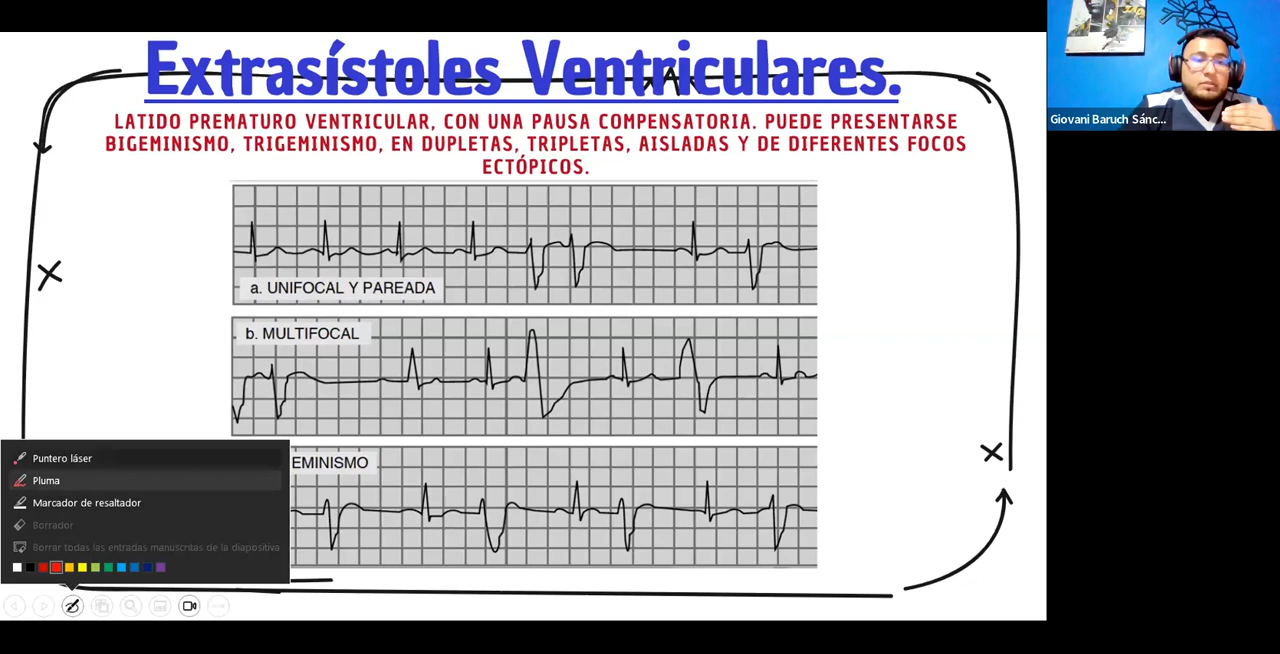 Extrasístoles Ventriculares.
LATIDO PREMATURO VENTRICULAR, CON UNA PAUSA COMPENSATORIA. PUEDE PRESENTARSE
BIGEMINISMO, TRIGEMINISMO, EN DUPLETAS, TRIPLETAS, AISLADAS Y DE DIFERENTES FOCOS
ECTÓPICOS.
Giovani Baruch Sánc...
a. UNIFOCAL Y PAREADA
b. MULTIFOCAL
EMINISMO
Puntero láser
Pluma
Marcador de resaltador
Borrador
Borrar todas las entradas manuscritas de la diapositiva